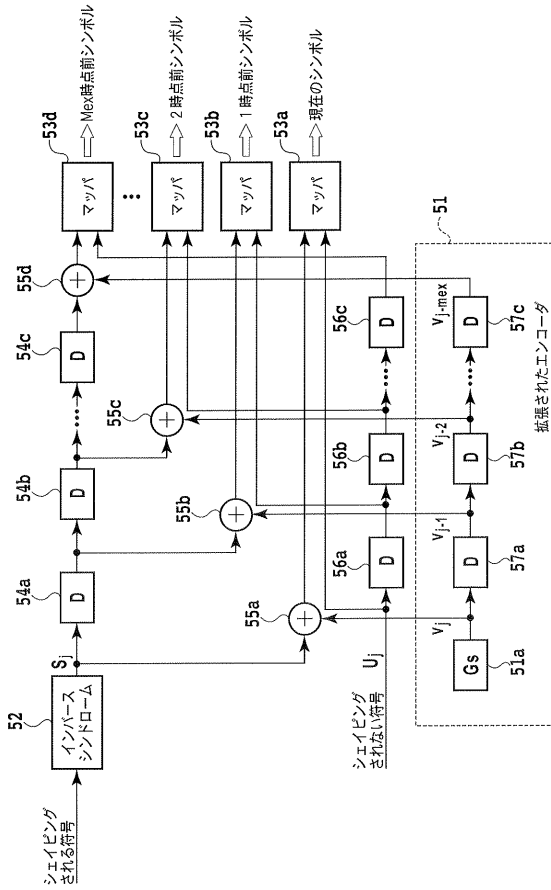 シェイピング
される符号
52
インバース
シンドローム
Sj
54a
D
54b
D
54c
D
55d
+
53d
マッパ
Mex時点前シンボル
55c
+
53c
マッパ
2時点前シンボル
55b
+
53b
マッパ
1時点前シンボル
55a
+
53a
マッパ
現在のシンボル
シェイピング
されない符号
Uj
56a
D
56b
D
56c
D
51
Gs
51a
Vj
D
57a
Vj-1
D
57b
Vj-2
D
57c
Vj-mex
拡張されたエンコーダ